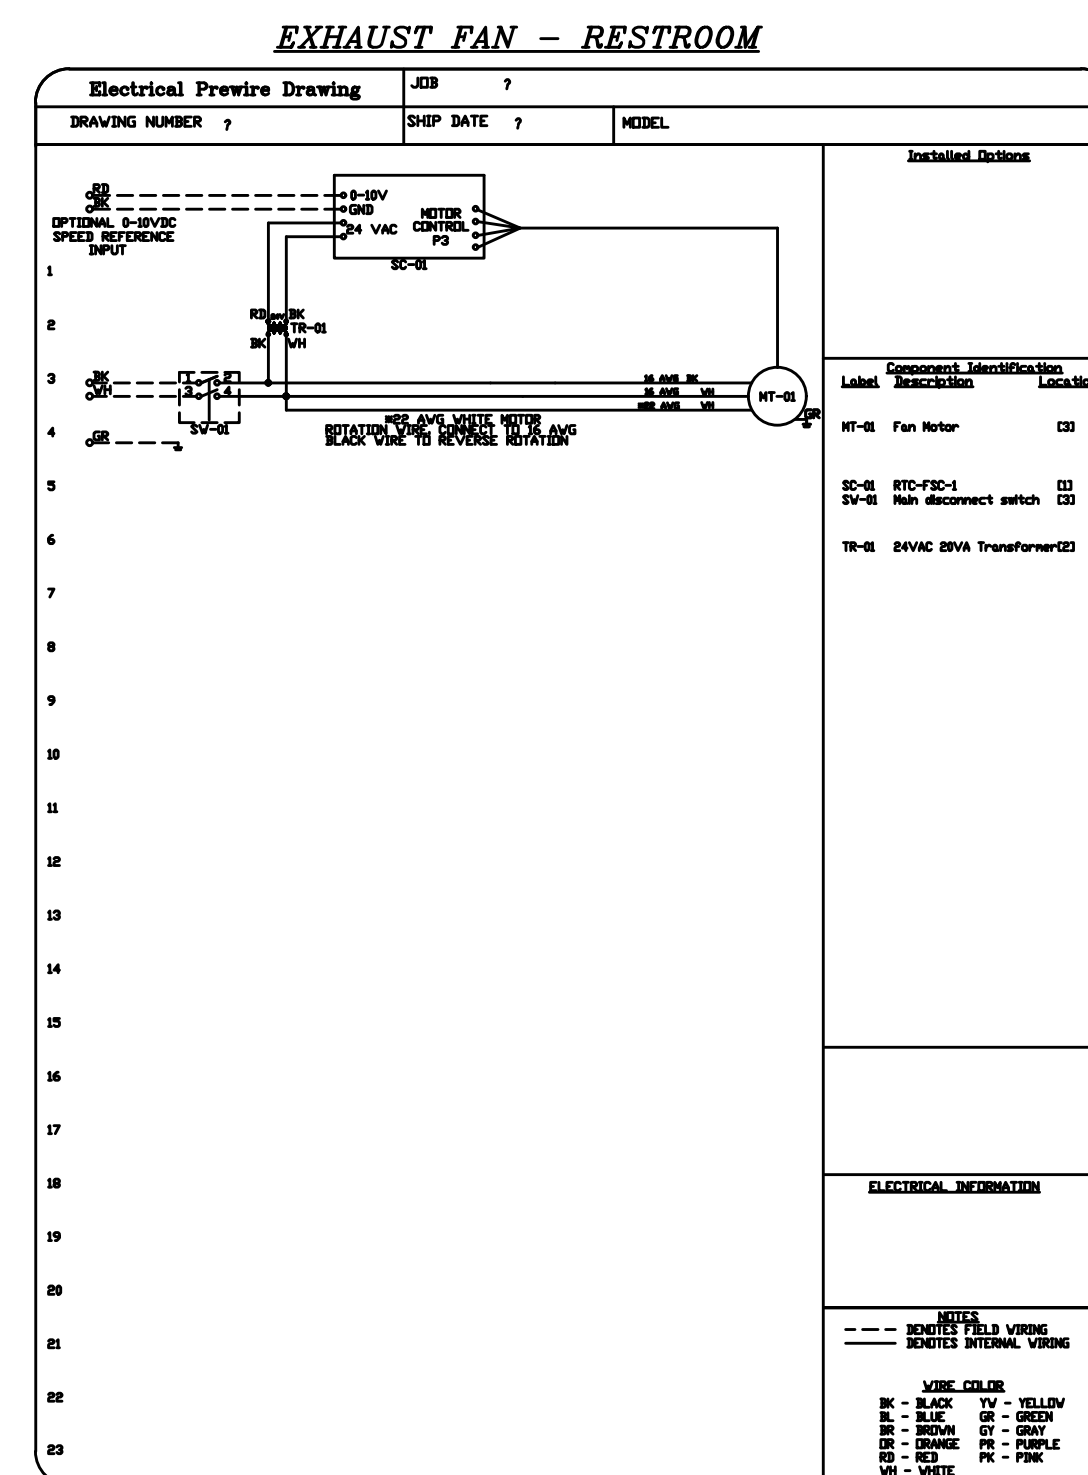 EXHAUST FAN - RESTROOM
Electrical Prewire Drawing
JOB ?
DRAWING NUMBER ?
SHIP DATE ?
MODEL
RD
BK
OPTIONAL 0-10VDC
SPEED REFERENCE
INPUT
0-10V
GND
24 VAC
MOTOR
CONTROL
P3
SC-01
RD BK
TR-01
BK WH
BK
WH
1 2
3 4
SW-01
GR
16 AWG BK
16 AWG WH
*22 AWG WH
MT-01
GR
*22 AWG WHITE MOTOR
ROTATION WIRE, CONNECT TO 16 AWG
BLACK WIRE TO REVERSE ROTATION
1
2
3
4
5
6
7
8
9
10
11
12
13
14
15
16
17
18
19
20
21
22
23
Installed Options
Component Identification
Label Description Locatio
MT-01 Fan Motor [3]
SC-01 RTC-FSC-1 [1]
SW-01 Main disconnect switch [3]
TR-01 24VAC 20VA Transformer[2]
ELECTRICAL INFORMATION
NOTES
DENOTES FIELD WIRING
DENOTES INTERNAL WIRING
WIRE COLOR
BK - BLACK YW - YELLOW
BL - BLUE GR - GREEN
BR - BROWN GY - GRAY
OR - ORANGE PR - PURPLE
RD - RED PK - PINK
WH - WHITE